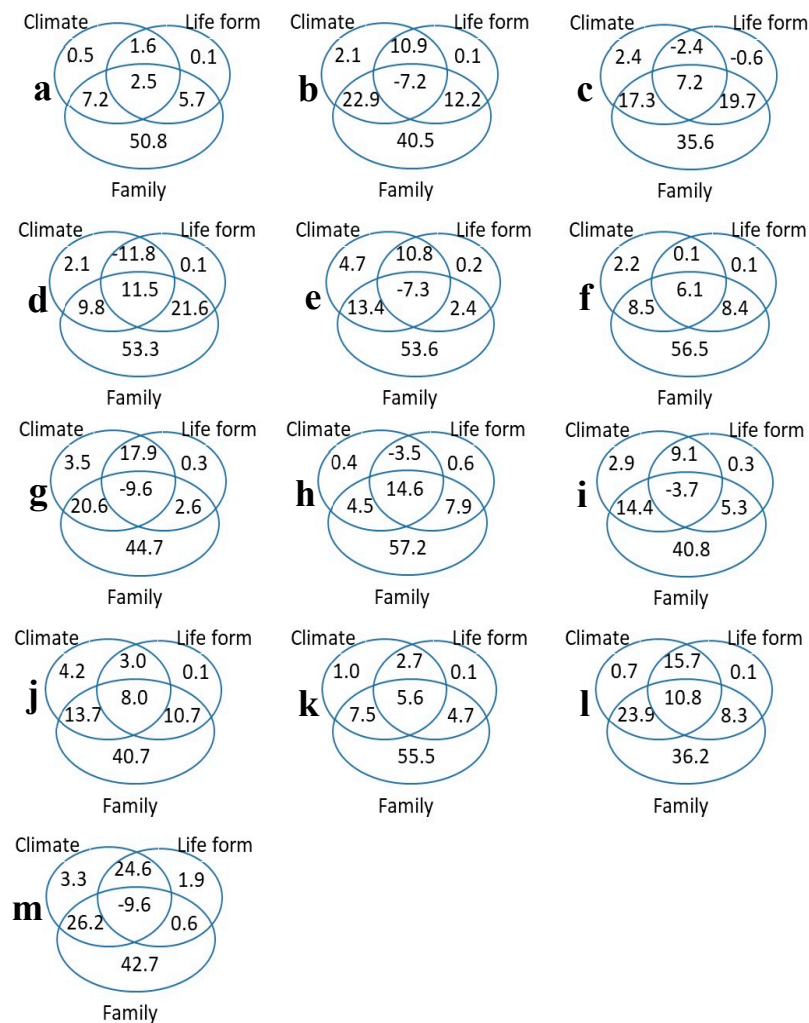 Climate Life form
0.5 1.6 0.1
a 7.2 2.5 5.7
50.8
Family
Climate Life form
2.1 10.9 0.1
b 22.9 -7.2 12.2
40.5
Family
Climate Life form
2.4 -2.4 -0.6
c 17.3 7.2 19.7
35.6
Family
Climate Life form
2.1 -11.8 0.1
d 9.8 11.5 21.6
53.3
Family
Climate Life form
4.7 10.8 0.2
e 13.4 -7.3 2.4
53.6
Family
Climate Life form
2.2 0.1 0.1
f 8.5 6.1 8.4
56.5
Family
Climate Life form
3.5 17.9 0.3
g 20.6 -9.6 2.6
44.7
Family
Climate Life form
0.4 -3.5 0.6
h 4.5 14.6 7.9
57.2
Family
Climate Life form
2.9 9.1 0.3
i 14.4 -3.7 5.3
40.8
Family
Climate Life form
4.2 3.0 0.1
j 13.7 8.0 10.7
40.7
Family
Climate Life form
1.0 2.7 0.1
k 7.5 5.6 4.7
55.5
Family
Climate Life form
0.7 15.7 0.1
l 23.9 10.8 8.3
36.2
Family
Climate Life form
3.3 24.6 1.9
m 26.2 -9.6 0.6
42.7
Family